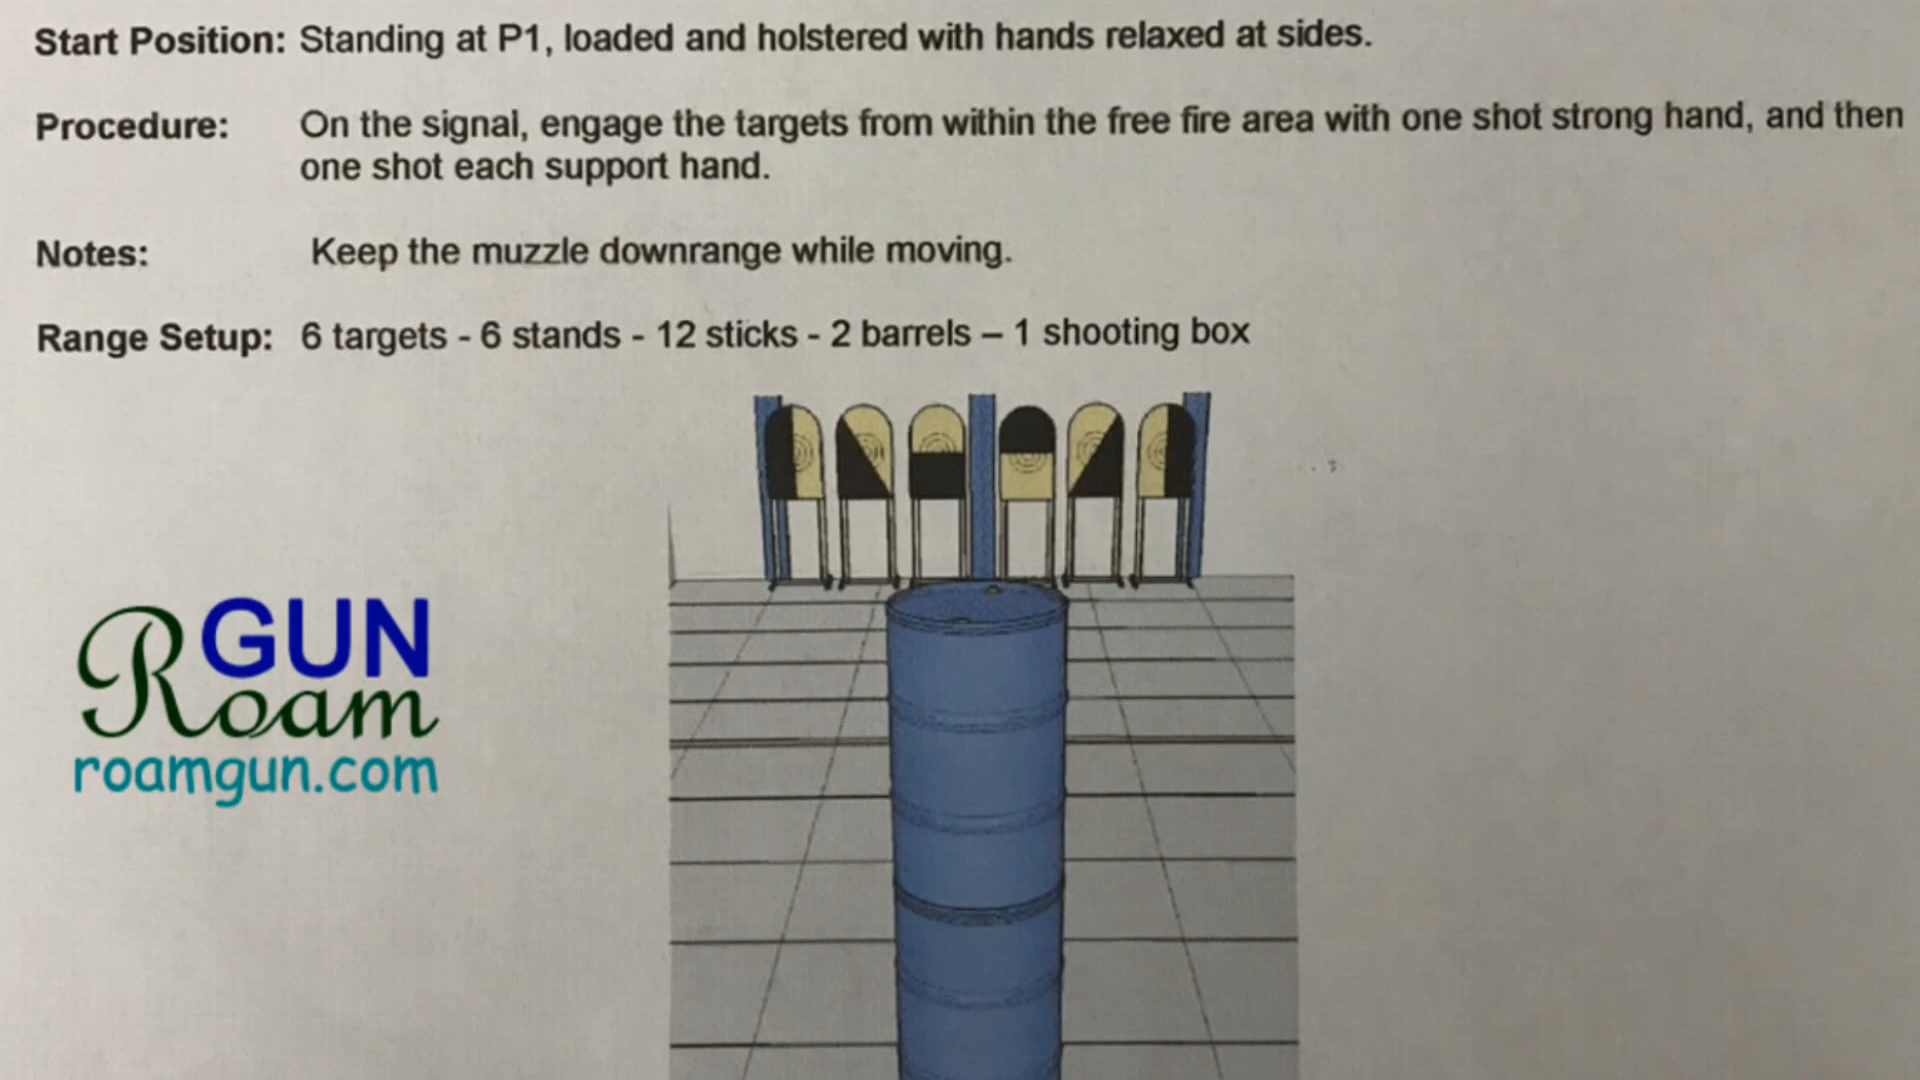 Start Position: Standing at P1, loaded and holstered with hands relaxed at sides.
Procedure: On the signal, engage the targets from within the free fire area with one shot strong hand, and then
one shot each support hand.
Notes: Keep the muzzle downrange while moving.
Range Setup: 6 targets - 6 stands - 12 sticks - 2 barrels – 1 shooting box
GUN
Roam
roamgun.com